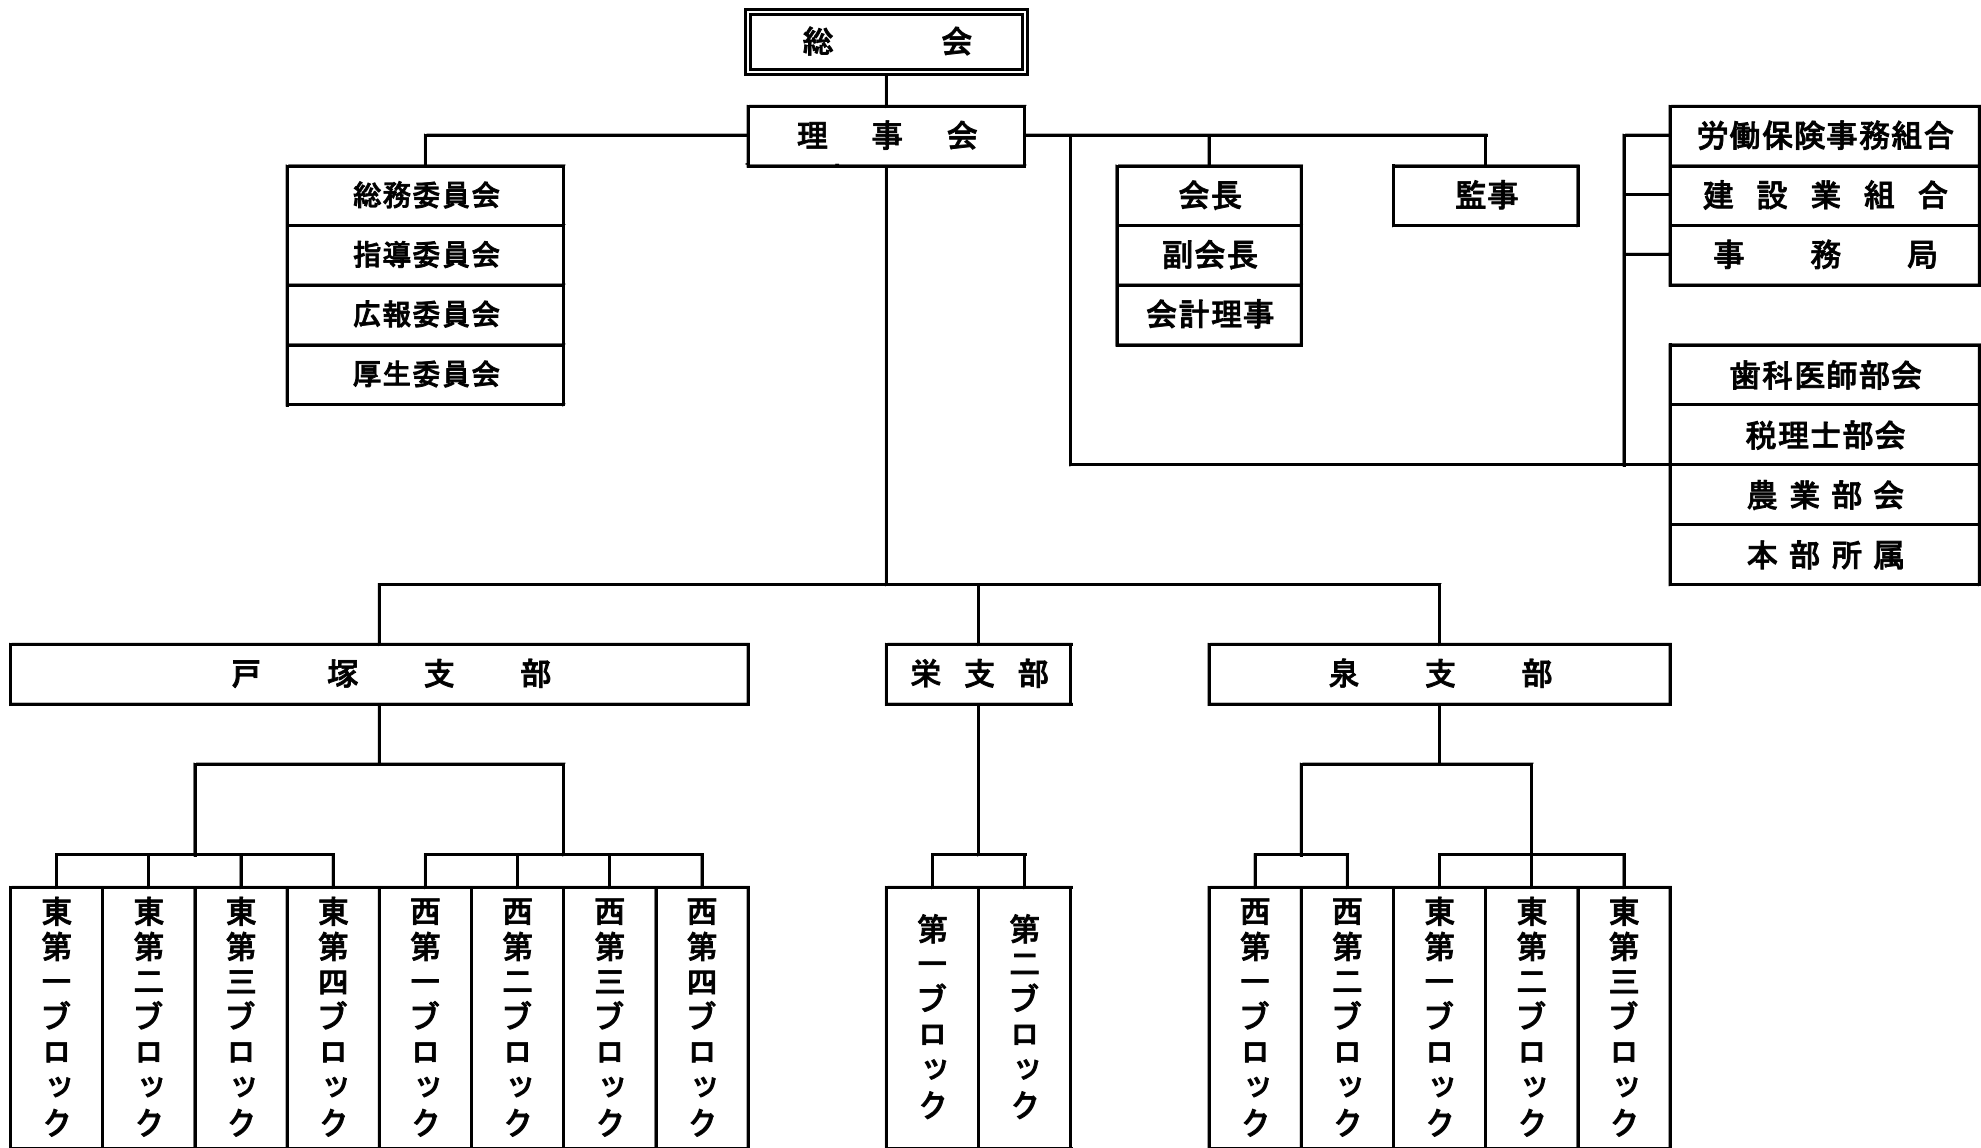 総会
理事会
総務委員会
指導委員会
広報委員会
厚生委員会
会長
副会長
会計理事
監事
労働保険事務組合
建設業組合
事務局
歯科医師部会
税理士部会
農業部会
本部所属
戸塚支部
栄支部
泉支部
東第一ブロック
東第二ブロック
東第三ブロック
東第四ブロック
西第一ブロック
西第二ブロック
西第三ブロック
西第四ブロック
第一ブロック
第二ブロック
西第一ブロック
西第二ブロック
東第一ブロック
東第二ブロック
東第三ブロック